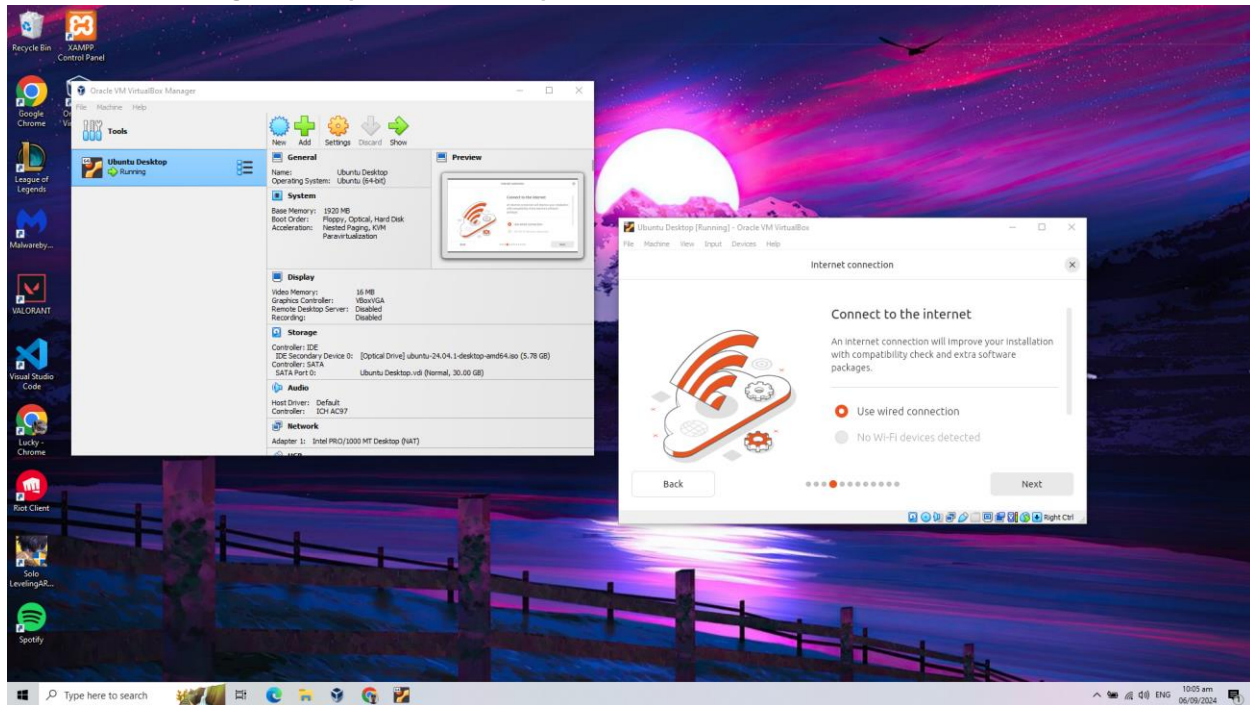 Recycle Bin
XAMPP
Control Panel
Google
Chrome
League of
Legends
Malwareby...
VALORANT
Visual Studio
Code
Lucky -
Chrome
Riot Client
Solo
LevelingAR...
Spotify
Oracle VM VirtualBox Manager
File Machine Help
Tools
New Add Settings Discard Show
Ubuntu Desktop
Running
General
Name: Ubuntu Desktop
Operating System: Ubuntu (64-bit)
System
Base Memory: 1920 MB
Boot Order: Floppy, Optical, Hard Disk
Acceleration: Nested Paging, KVM
Paravirtualization
Preview
Connect to the internet
Display
Video Memory: 16 MB
Graphics Controller: VBoxVGA
Remote Desktop Server: Disabled
Recording: Disabled
Storage
Controller: IDE
IDE Secondary Device 0: [Optical Drive] ubuntu-24.04.1-desktop-amd64.iso (5.78 GB)
Controller: SATA
SATA Port 0: Ubuntu Desktop.vdi (Normal, 30.00 GB)
Audio
Host Driver: Default
Controller: ICH AC97
Network
Adapter 1: Intel PRO/1000 MT Desktop (NAT)
Ubuntu Desktop [Running] - Oracle VM VirtualBox
File Machine View Input Devices Help
Internet connection
Connect to the internet
An internet connection will improve your installation
with compatibility check and extra software
packages.
Use wired connection
No Wi-Fi devices detected
Back
Next
Right Ctrl
Type here to search
ENG
10:05 am
06/09/2024